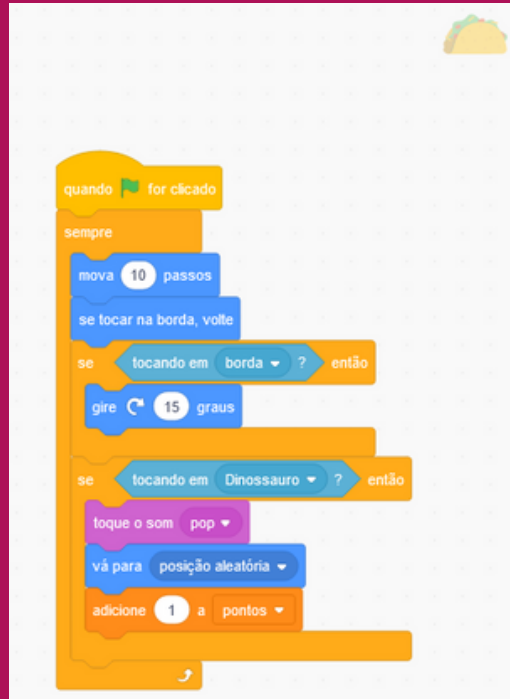 quando for clicado
sempre
mova 10 passos
se tocar na borda, volte
se tocando em borda ? então
gire 15 graus
se tocando em Dinossauro ? então
toque o som pop
vá para posição aleatória
adicione 1 a pontos